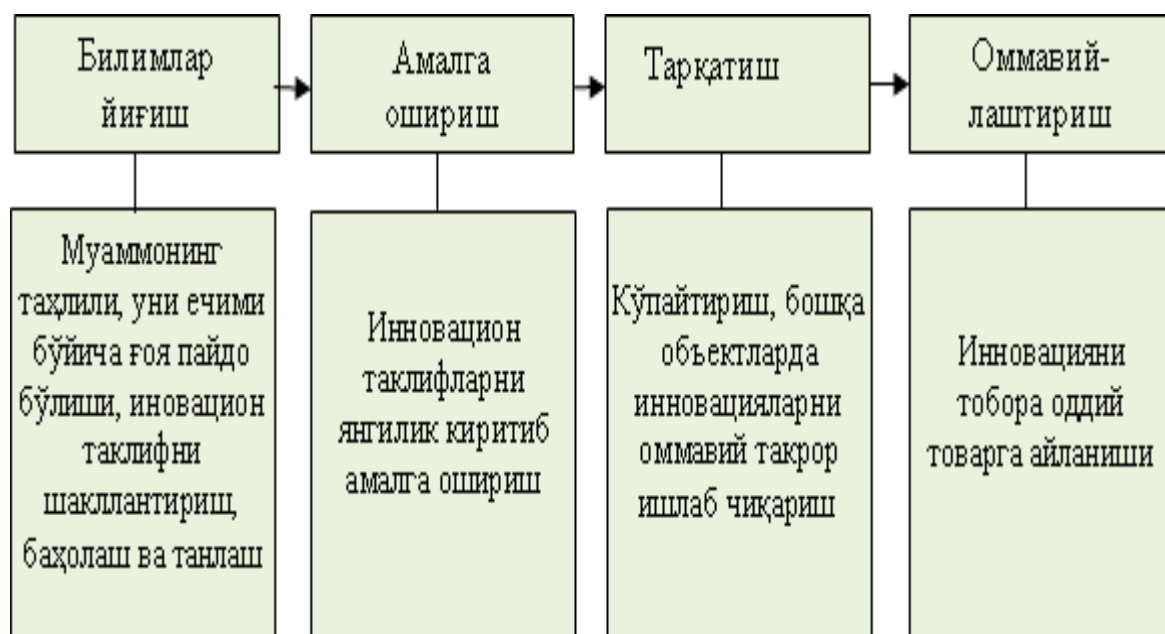 Билимлар
йиғиш
Амалга
ошириш
Тарқатиш
Оммавий-
лаштириш
Муаммонинг
таҳлили, уни ечими
бўйича ғоя пайдо
бўлиши, иновацион
таклифни
шакллантириш,
баҳолаш ва танлаш
Инновацион
таклифларни
янгилик киритиб
амалга ошириш
Кўпайтириш, бошқа
объектларда
инновацияларни
оммавий такрор
ишлаб чиқариш
Инновацияни
тобора оддий
товарга айланиши